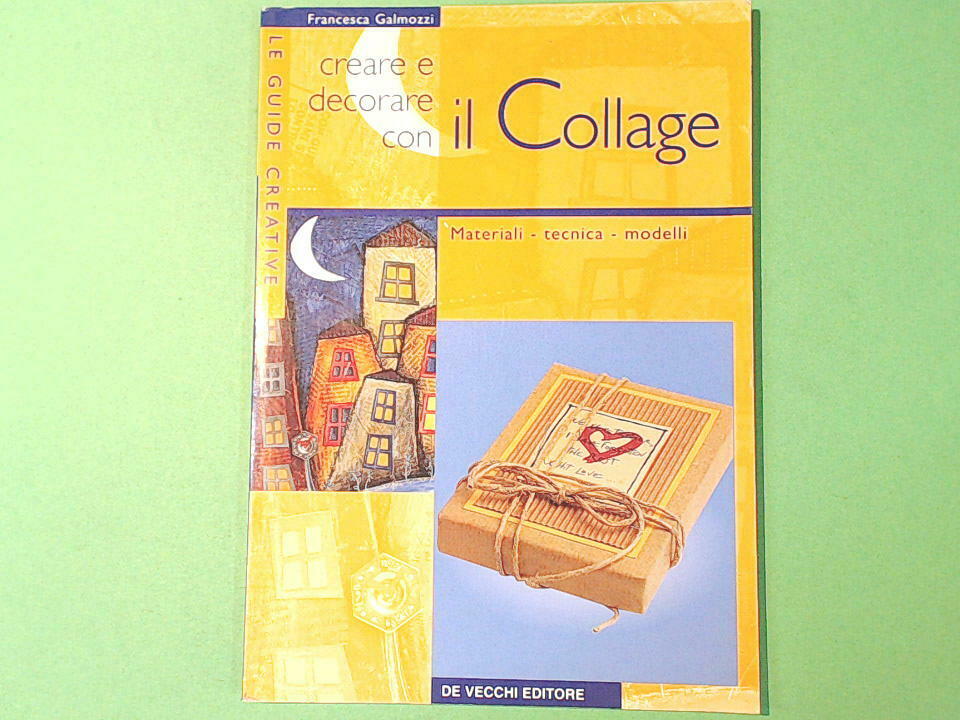 Francesca Galmozzi
LE GUIDE CREATIVE
creare e
decorare
con
il Collage
Materiali - tecnica - modelli
DE VECCHI EDITORE